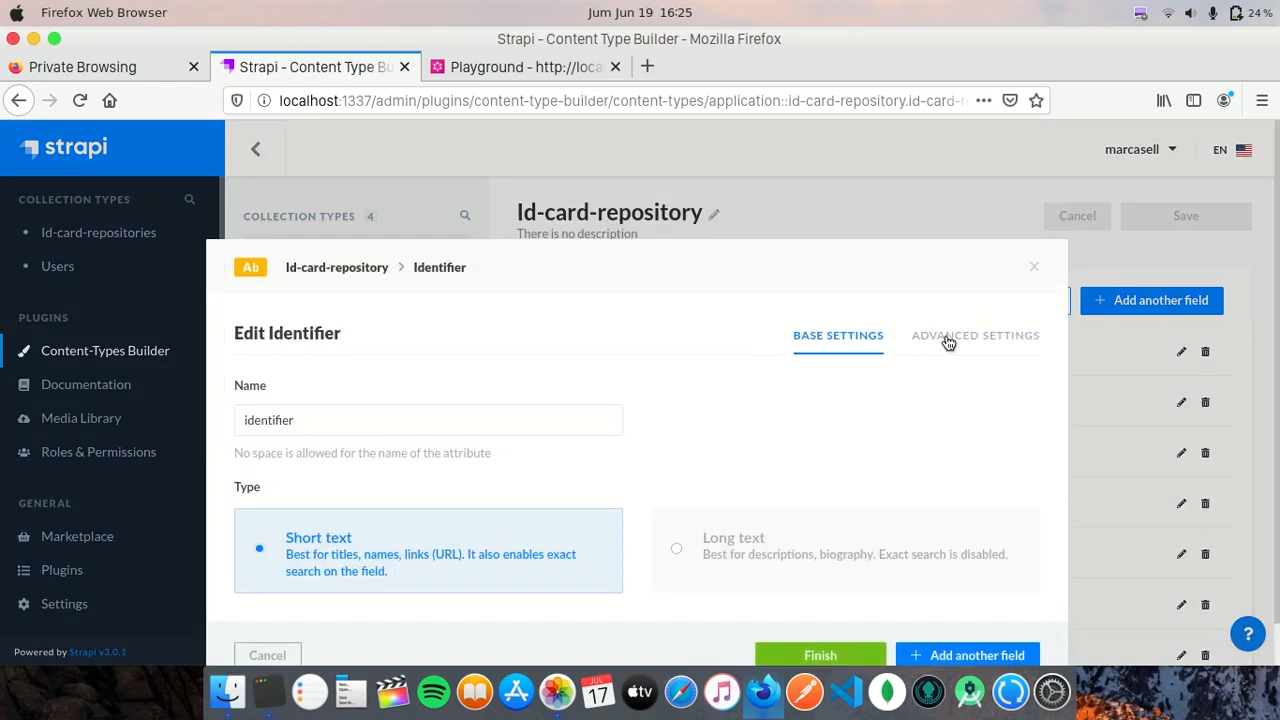 Firefox Web Browser
Jum Jun 19 16:25
24 %
Strapi - Content Type Builder - Mozilla Firefox
Private Browsing
Strapi - Content Type Bu
Playground - http://loca
localhost:1337/admin/plugins/content-type-builder/content-types/application::id-card-repository.id-card-r
strapi
marcasell
EN
COLLECTION TYPES
Id-card-repositories
Users
PLUGINS
Content-Types Builder
Documentation
Media Library
Roles & Permissions
GENERAL
Marketplace
Plugins
Settings
Powered by Strapi v3.0.1
COLLECTION TYPES 4
Id-card-repository
There is no description
Cancel
Save
Add another field
Ab
Id-card-repository > Identifier
Edit Identifier
BASE SETTINGS
ADVANCED SETTINGS
Name
identifier
No space is allowed for the name of the attribute
Type
Short text
Best for titles, names, links (URL). It also enables exact
search on the field.
Long text
Best for descriptions, biography. Exact search is disabled.
Cancel
Finish
+ Add another field
?
JUL
17
tv